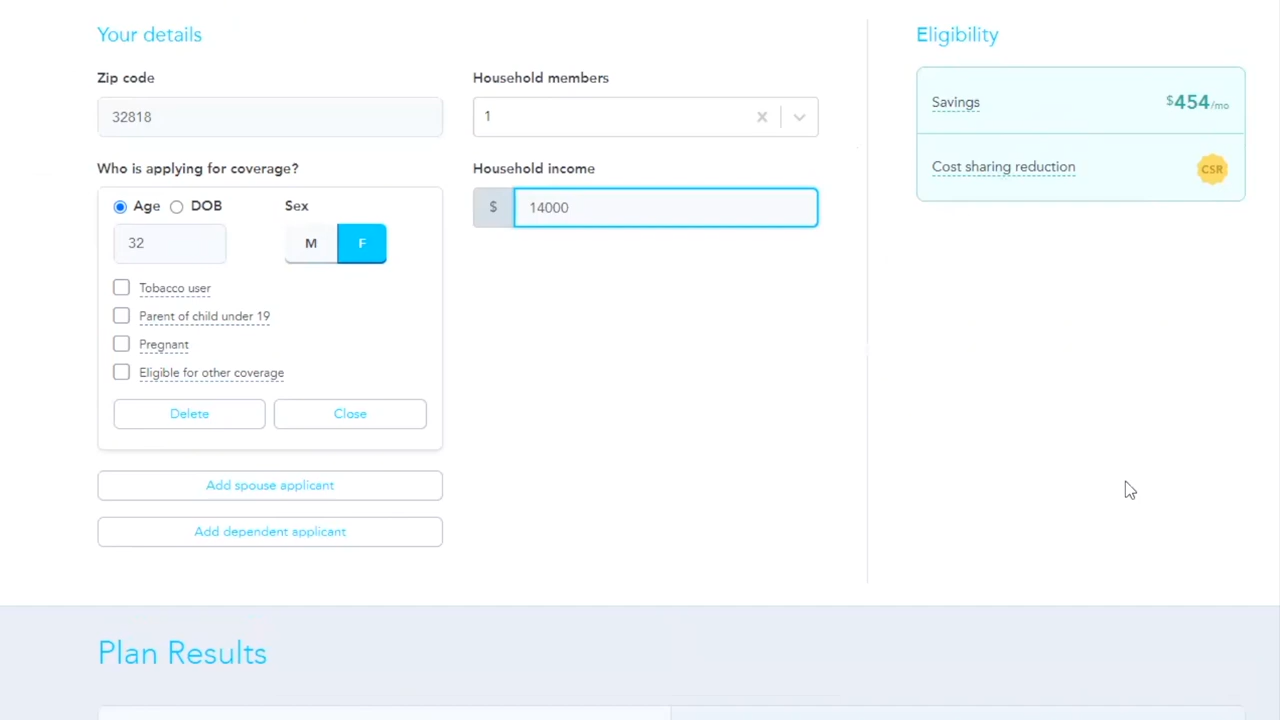 Your details
Zip code
32818
Who is applying for coverage?
Age DOB Sex
32 M F
Tobacco user
Parent of child under 19
Pregnant
Eligible for other coverage
Delete Close
Add spouse applicant
Add dependent applicant
Household members
1
Household income
$ 14000
Eligibility
Savings $454/mo
Cost sharing reduction CSR
Plan Results